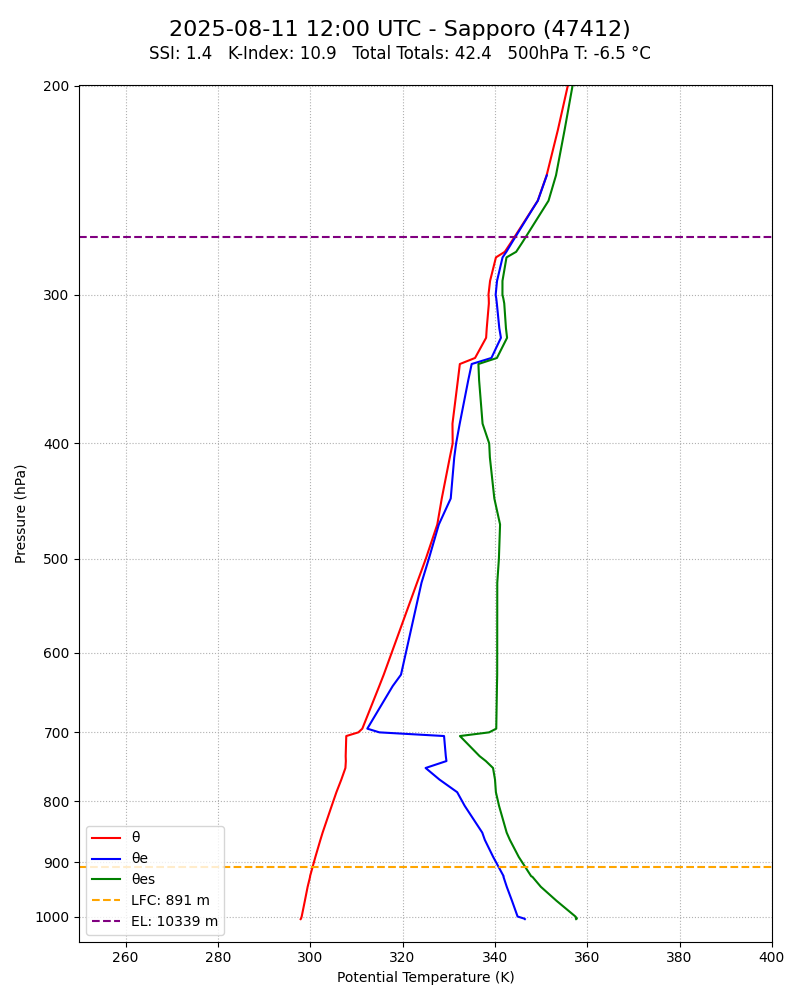 2025-08-11 12:00 UTC - Sapporo (47412)
SSI: 1.4 K-Index: 10.9 Total Totals: 42.4 500hPa T: -6.5 °C
200
300
400
500
600
700
800
900
1000
Pressure (hPa)
θ
θe
θes
LFC: 891 m
EL: 10339 m
260 280 300 320 340 360 380 400
Potential Temperature (K)